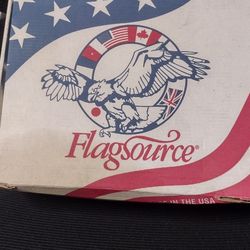 FlagSource®
IN THE USA